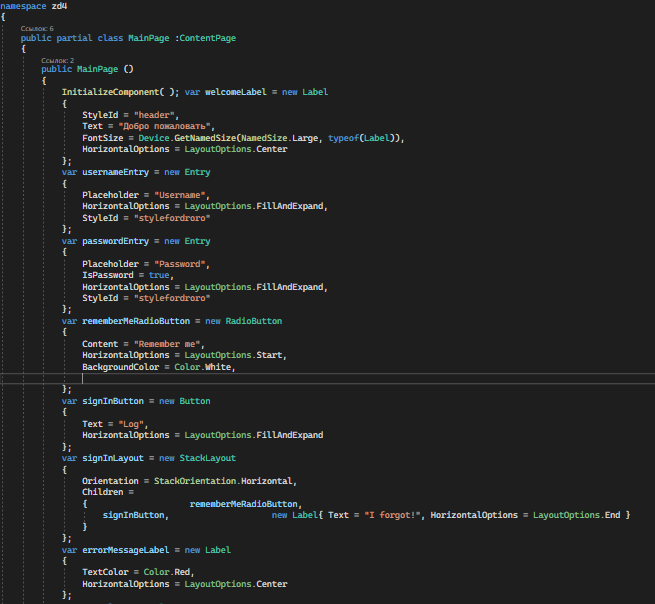 namespace zd4
{
Ссылок: 6
public partial class MainPage :ContentPage
{
Ссылок: 2
public MainPage ()
{
InitializeComponent( ); var welcomeLabel = new Label
{
StyleId = "header",
Text = "Добро пожаловать",
FontSize = Device.GetNamedSize(NamedSize.Large, typeof(Label)),
HorizontalOptions = LayoutOptions.Center
};
var usernameEntry = new Entry
{
Placeholder = "Username",
HorizontalOptions = LayoutOptions.FillAndExpand,
StyleId = "stylefordroro"
};
var passwordEntry = new Entry
{
Placeholder = "Password",
IsPassword = true,
HorizontalOptions = LayoutOptions.FillAndExpand,
StyleId = "stylefordroro"
};
var rememberMeRadioButton = new RadioButton
{
Content = "Remember me",
HorizontalOptions = LayoutOptions.Start,
BackgroundColor = Color.White,
};
var signInButton = new Button
{
Text = "Log",
HorizontalOptions = LayoutOptions.FillAndExpand
};
var signInLayout = new StackLayout
{
Orientation = StackOrientation.Horizontal,
Children =
{ rememberMeRadioButton,
signInButton, new Label{ Text = "I forgot!", HorizontalOptions = LayoutOptions.End }
}
};
var errorMessageLabel = new Label
{
TextColor = Color.Red,
HorizontalOptions = LayoutOptions.Center
};